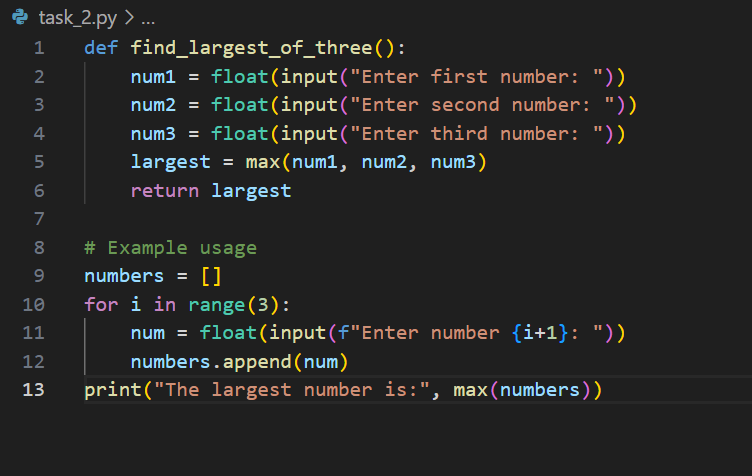 task_2.py > ...
1 def find_largest_of_three():
2     num1 = float(input("Enter first number: "))
3     num2 = float(input("Enter second number: "))
4     num3 = float(input("Enter third number: "))
5     largest = max(num1, num2, num3)
6     return largest
7
8 # Example usage
9 numbers = []
10 for i in range(3):
11     num = float(input(f"Enter number {i+1}: "))
12     numbers.append(num)
13 print("The largest number is:", max(numbers))